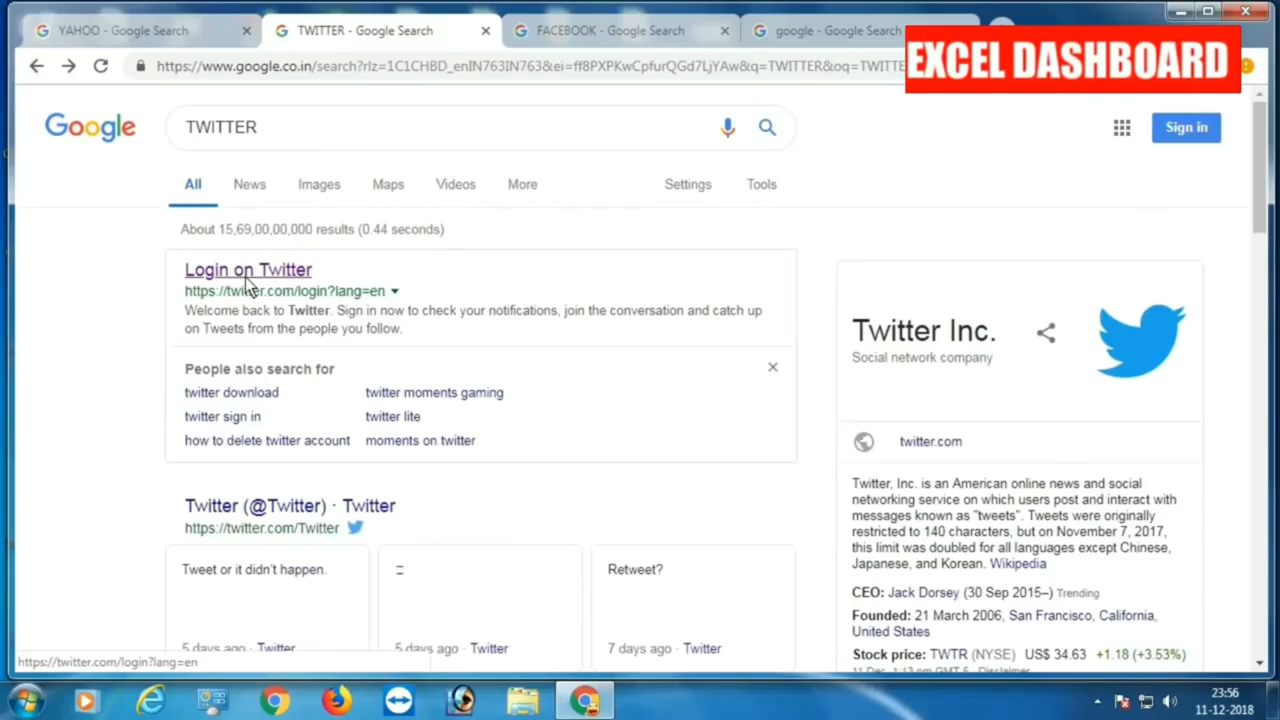 YAHOO - Google Search
TWITTER - Google Search
FACEBOOK - Google Search
google - Google Search
https://www.google.co.in/search?rlz=1C1CHBD_enIN763IN763&ei=ff8PXPKwCpfurQGd7LjYAw&q=TWITTER&oq=TWITTE
EXCEL DASHBOARD
Google
TWITTER
Sign in
All
News
Images
Maps
Videos
More
Settings
Tools
About 15,69,00,00,000 results (0.44 seconds)
Login on Twitter
https://twitter.com/login?lang=en
Welcome back to Twitter. Sign in now to check your notifications, join the conversation and catch up
on Tweets from the people you follow.
People also search for
twitter download
twitter moments gaming
twitter sign in
twitter lite
how to delete twitter account
moments on twitter
Twitter (@Twitter) · Twitter
https://twitter.com/Twitter
Tweet or it didn't happen.
Retweet?
5 days ago · Twitter
5 days ago · Twitter
7 days ago · Twitter
https://twitter.com/login?lang=en
Twitter Inc.
Social network company
twitter.com
Twitter, Inc. is an American online news and social
networking service on which users post and interact with
messages known as "tweets". Tweets were originally
restricted to 140 characters, but on November 7, 2017,
this limit was doubled for all languages except Chinese,
Japanese, and Korean. Wikipedia
CEO: Jack Dorsey (30 Sep 2015–) Trending
Founded: 21 March 2006, San Francisco, California,
United States
Stock price: TWTR (NYSE) US$ 34.63 +1.18 (+3.53%)
11 Dec, 1:13 pm GMT-5 - Disclaimer
23:56
11-12-2018